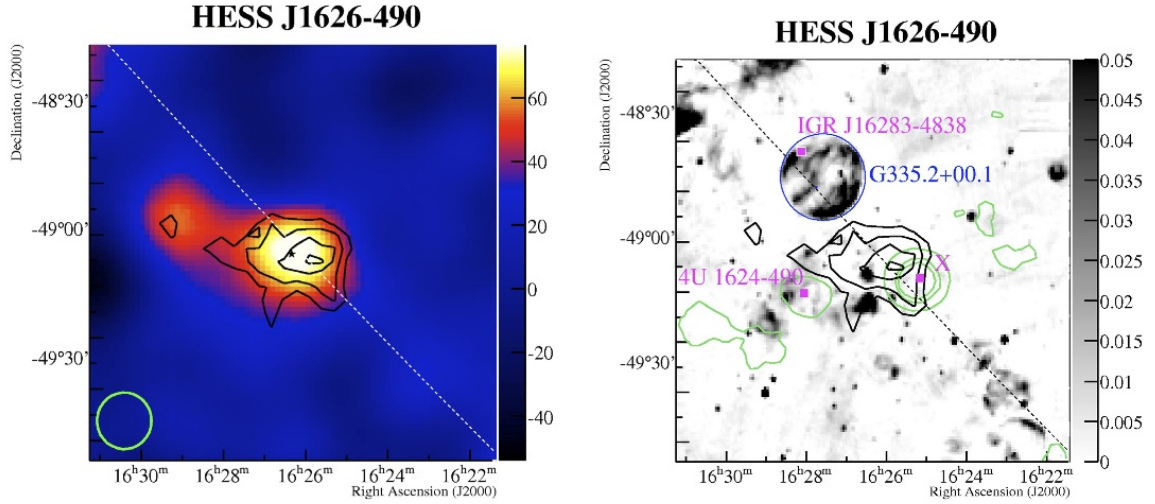 HESS J1626-490
Declination (J2000)
-48°30'
-49°00'
-49°30'
16h30m
16h28m
16h26m
16h24m
16h22m
Right Ascension (J2000)
60
40
20
0
-20
-40
HESS J1626-490
Declination (J2000)
-48°30'
-49°00'
-49°30'
IGR J16283-4838
G335.2+00.1
4U 1624-490
X
16h30m
16h28m
16h26m
16h24m
16h22m
Right Ascension (J2000)
0.05
0.045
0.04
0.035
0.03
0.025
0.02
0.015
0.01
0.005
0